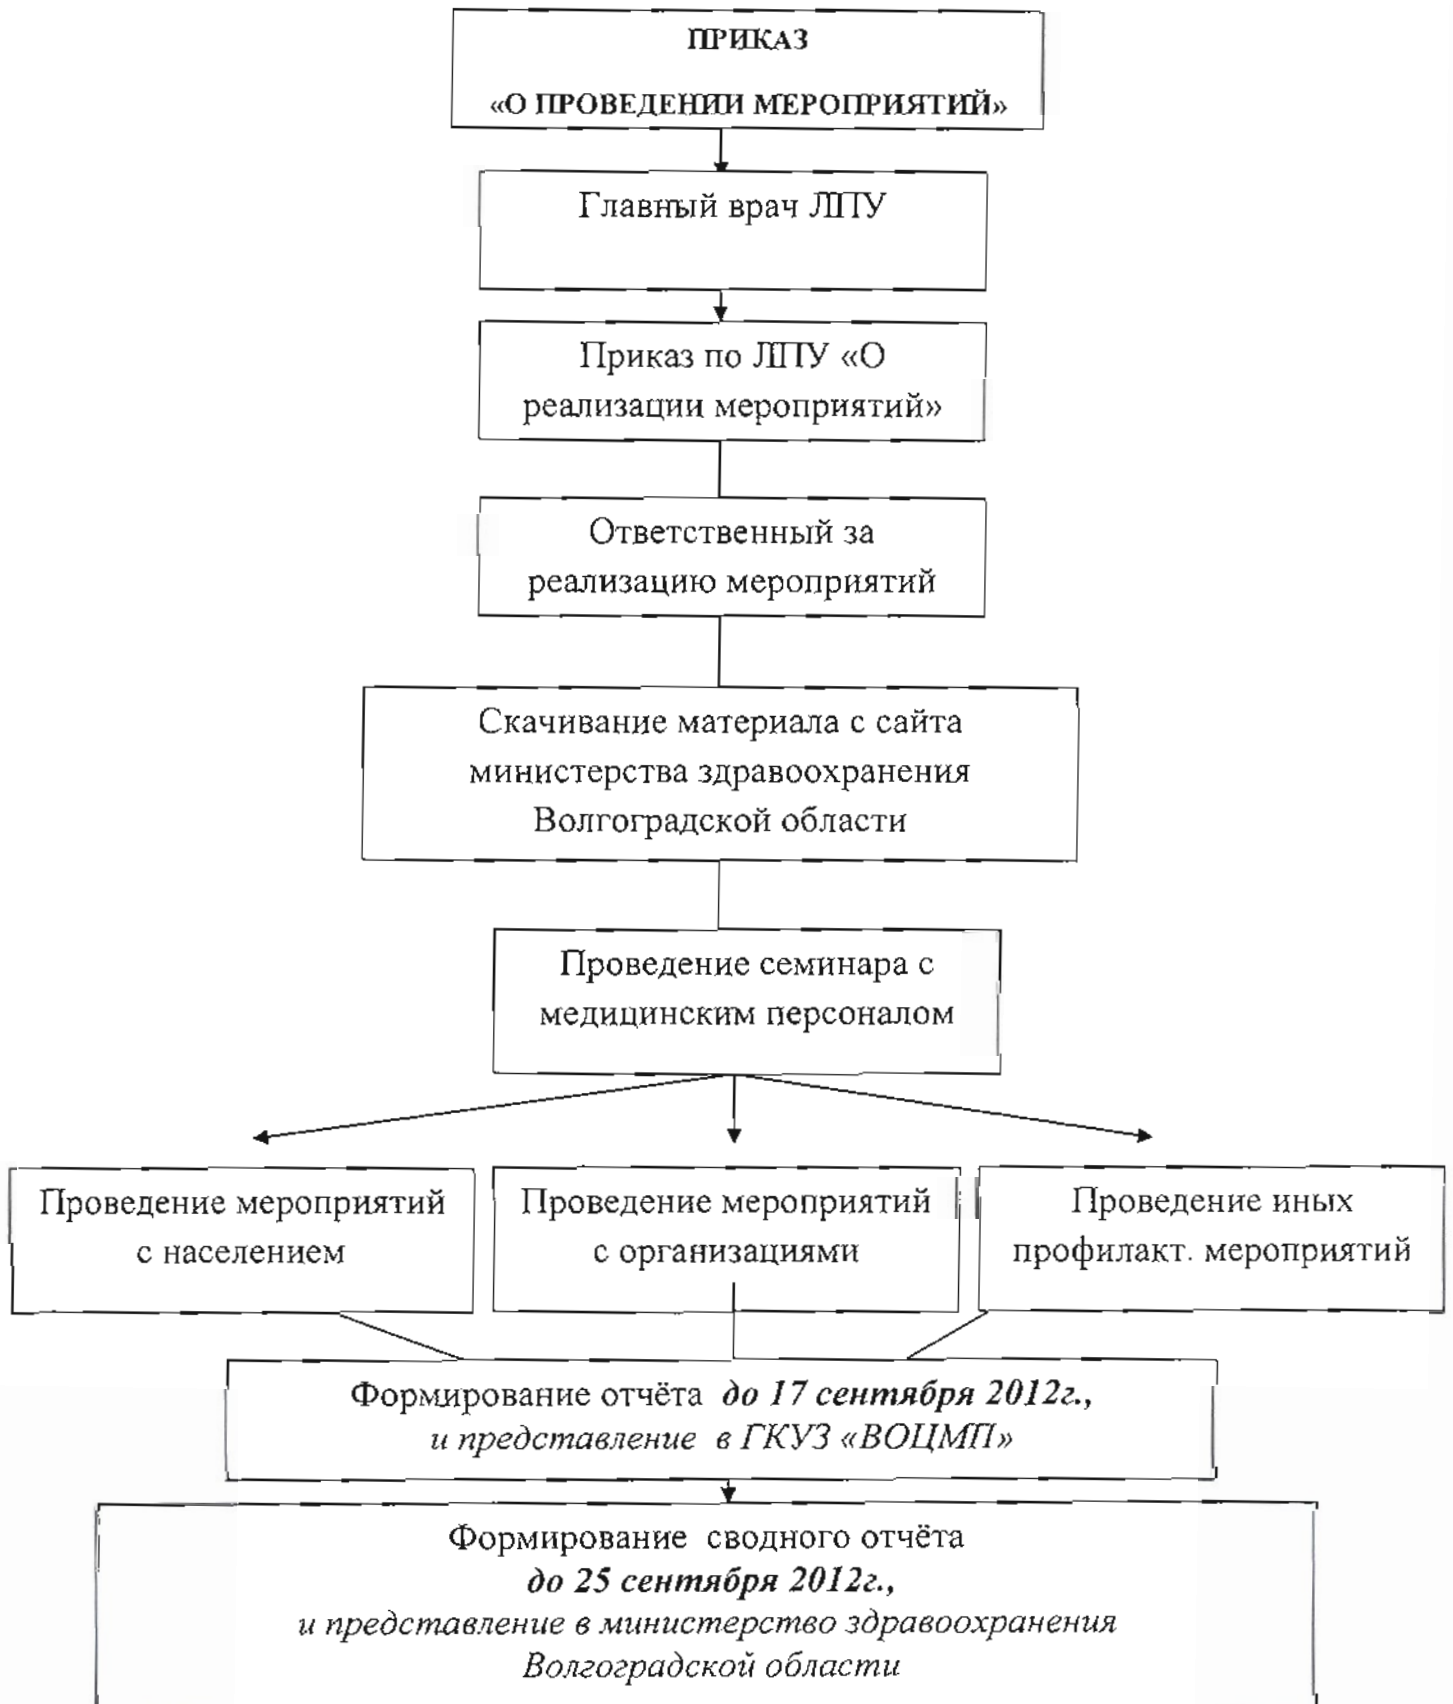 ПРИКАЗ
«О ПРОВЕДЕНИИ МЕРОПРИЯТИЙ»
Главный врач ЛПУ
Приказ по ЛПУ «О
реализации мероприятий»
Ответственный за
реализацию мероприятий
Скачивание материала с сайта
министерства здравоохранения
Волгоградской области
Проведение семинара с
медицинским персоналом
Проведение мероприятий
с населением
Проведение мероприятий
с организациями
Проведение иных
профилакт. мероприятий
Формирование отчёта до 17 сентября 2012г.,
и представление в ГКУЗ «ВОЦМП»
Формирование сводного отчёта
до 25 сентября 2012г.,
и представление в министерство здравоохранения
Волгоградской области